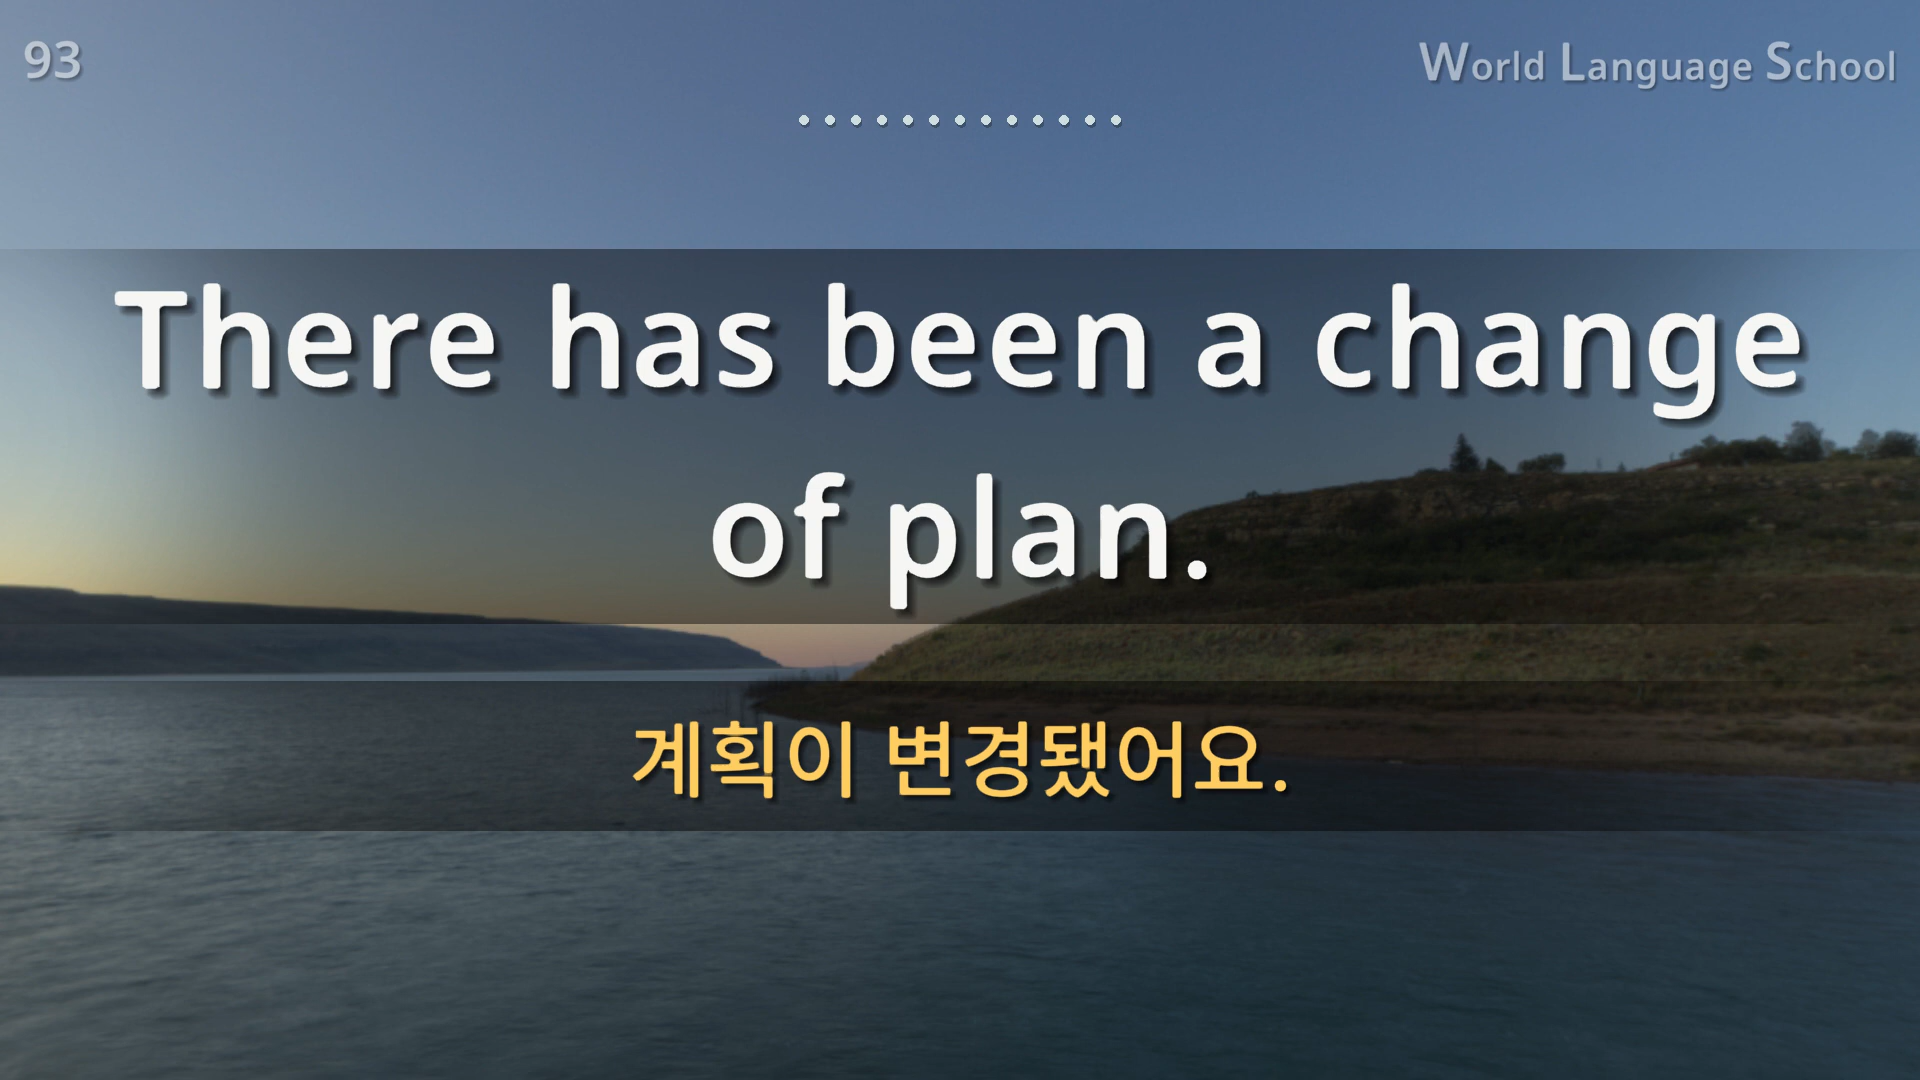 93
World Language School
There has been a change
of plan.
계획이 변경됐어요.